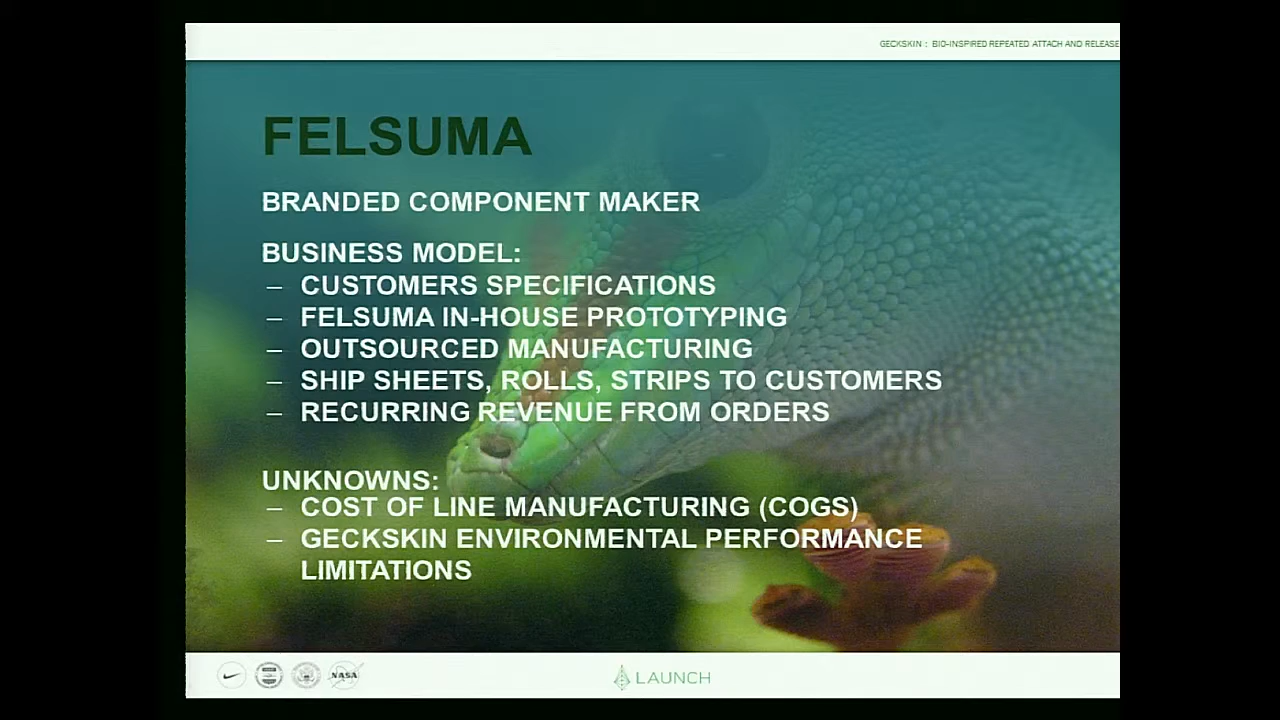 GECKSKIN : BIO-INSPIRED REPEATED ATTACH AND RELEASE
FELSUMA
BRANDED COMPONENT MAKER
BUSINESS MODEL:
– CUSTOMERS SPECIFICATIONS
– FELSUMA IN-HOUSE PROTOTYPING
– OUTSOURCED MANUFACTURING
– SHIP SHEETS, ROLLS, STRIPS TO CUSTOMERS
– RECURRING REVENUE FROM ORDERS
UNKNOWNS:
– COST OF LINE MANUFACTURING (COGS)
– GECKSKIN ENVIRONMENTAL PERFORMANCE
LIMITATIONS
NASA
LAUNCH